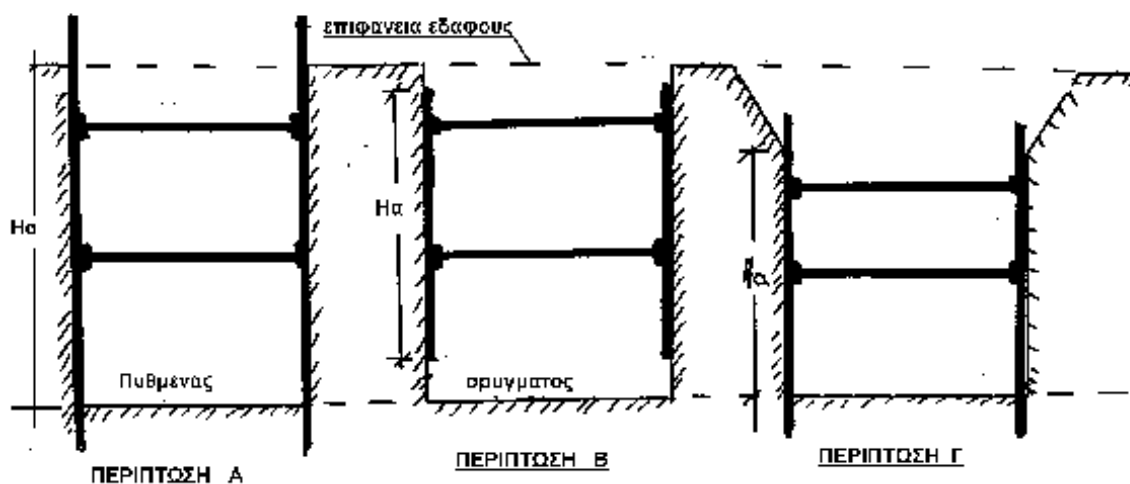 επιφανεια εδαφους
Ηα
Ηα
Πυθμενας
ορυγματος
ΠΕΡΙΠΤΩΣΗ Α
ΠΕΡΙΠΤΩΣΗ Β
ΠΕΡΙΠΤΩΣΗ Γ